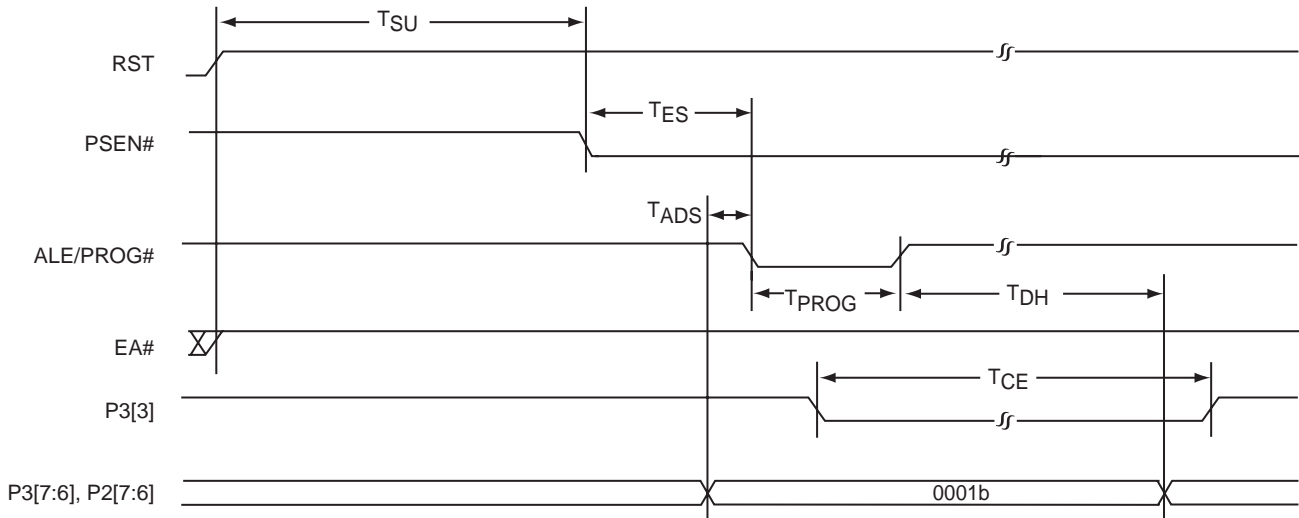 TSU
RST
TES
PSEN#
TADS
ALE/PROG#
TPROG
TDH
EA#
TCE
P3[3]
P3[7:6], P2[7:6]
0001b